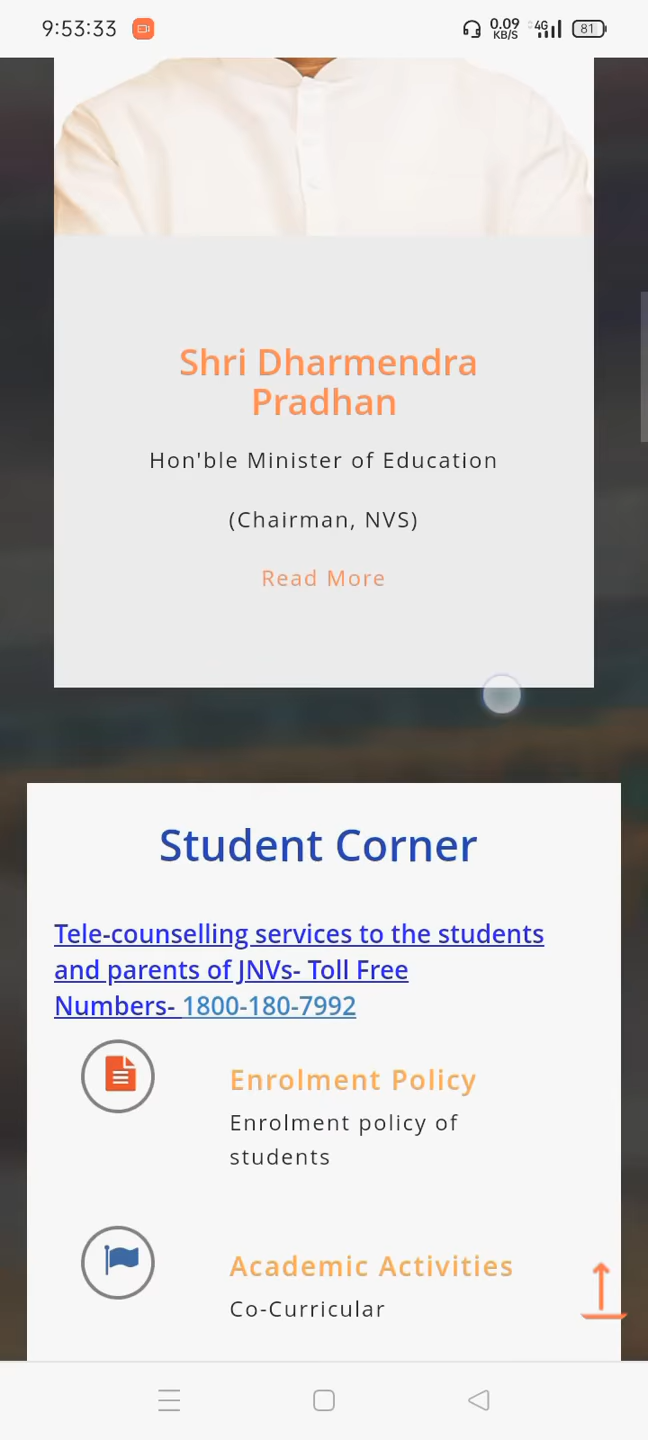 9:53:33
0.09
KB/S
4G
81
Shri Dharmendra
Pradhan
Hon'ble Minister of Education
(Chairman, NVS)
Read More
Student Corner
Tele-counselling services to the students
and parents of JNVs- Toll Free
Numbers- 1800-180-7992
Enrolment Policy
Enrolment policy of
students
Academic Activities
Co-Curricular